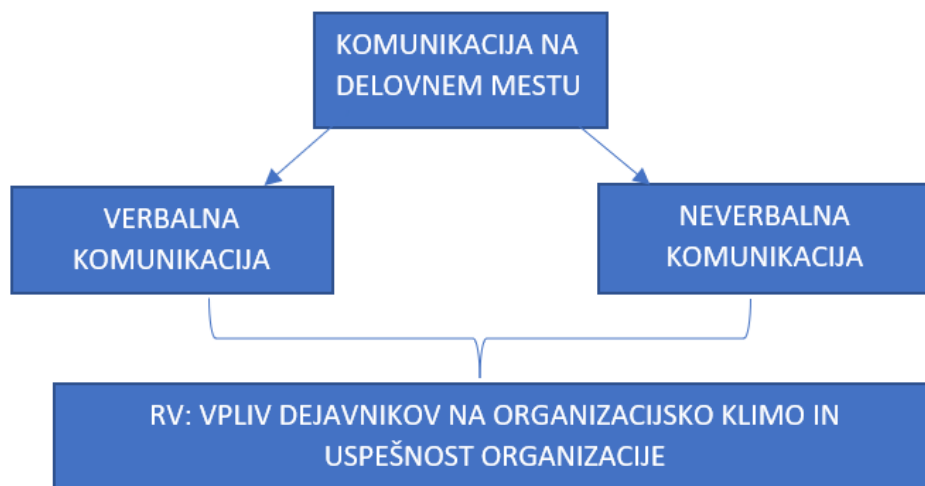 KOMUNIKACIJA NA
DELOVNEM MESTU
VERBALNA
KOMUNIKACIJA
NEVERBALNA
KOMUNIKACIJA
RV: VPLIV DEJAVNIKOV NA ORGANIZACIJSKO KLIMO IN
USPEŠNOST ORGANIZACIJE